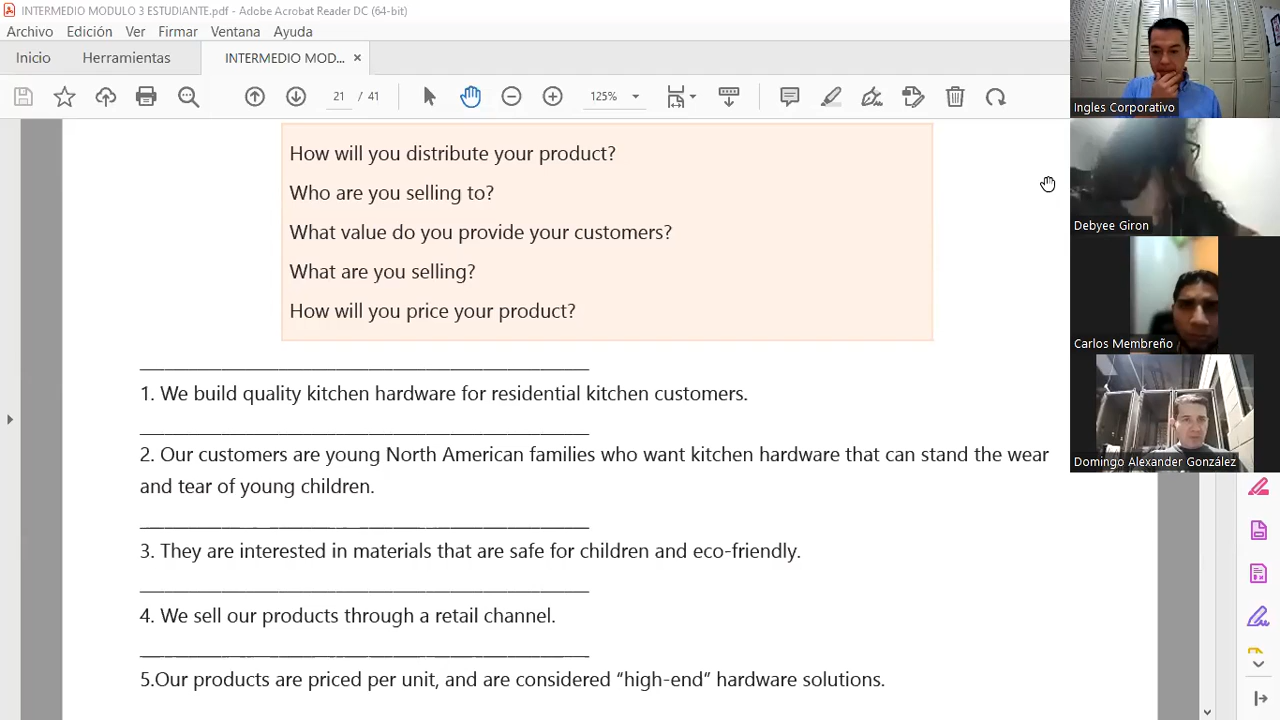 INTERMEDIO MODULO 3 ESTUDIANTE.pdf - Adobe Acrobat Reader DC (64-bit)
Archivo Edición Ver Firmar Ventana Ayuda
Inicio Herramientas INTERMEDIO MOD... ×
21 / 41 125%
How will you distribute your product?
Who are you selling to?
What value do you provide your customers?
What are you selling?
How will you price your product?
1. We build quality kitchen hardware for residential kitchen customers.
2. Our customers are young North American families who want kitchen hardware that can stand the wear
and tear of young children.
3. They are interested in materials that are safe for children and eco-friendly.
4. We sell our products through a retail channel.
5.Our products are priced per unit, and are considered “high-end” hardware solutions.
Ingles Corporativo
Debyee Giron
Carlos Membreño
Domingo Alexander González